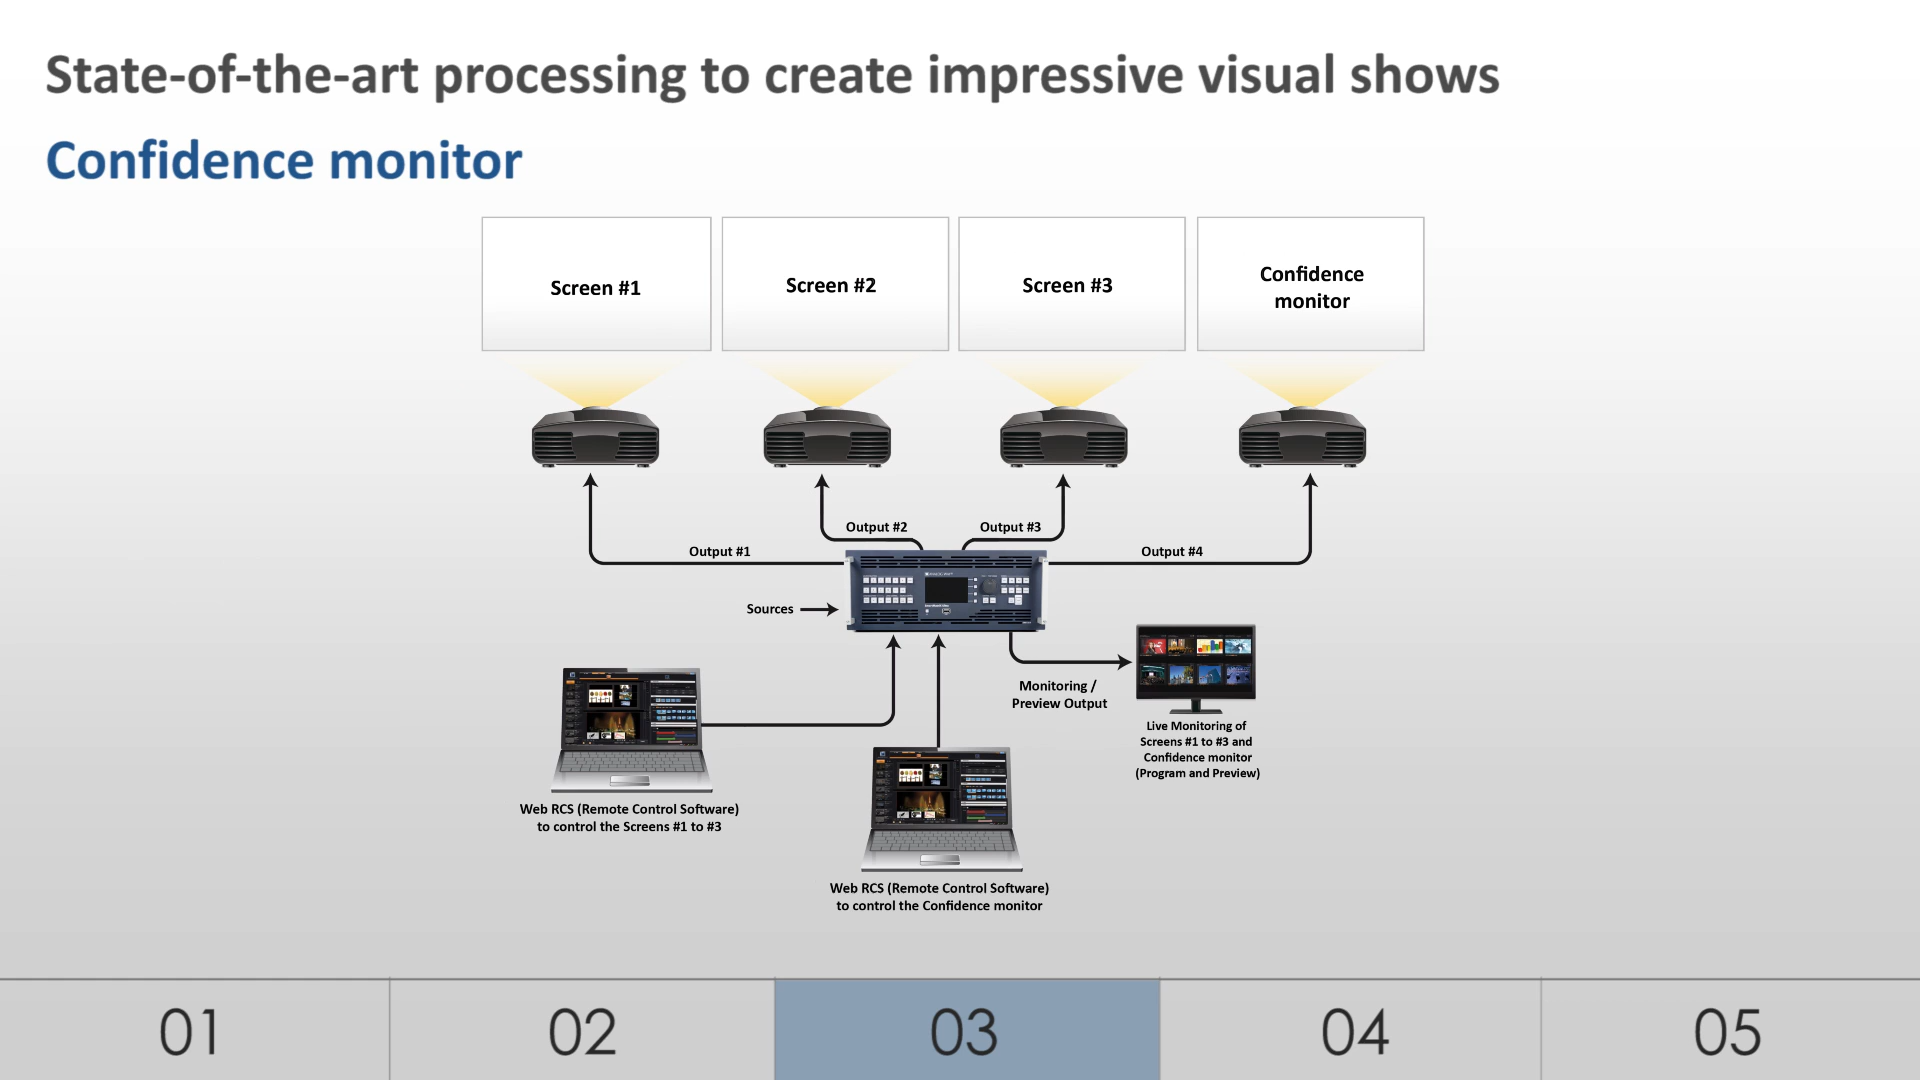 State-of-the-art processing to create impressive visual shows
Confidence monitor
Screen #1
Screen #2
Screen #3
Confidence
monitor
Output #2
Output #3
Output #1
Output #4
Sources
Monitoring /
Preview Output
Live Monitoring of
Screens #1 to #3 and
Confidence monitor
(Program and Preview)
Web RCS (Remote Control Software)
to control the Screens #1 to #3
Web RCS (Remote Control Software)
to control the Confidence monitor
01
02
03
04
05